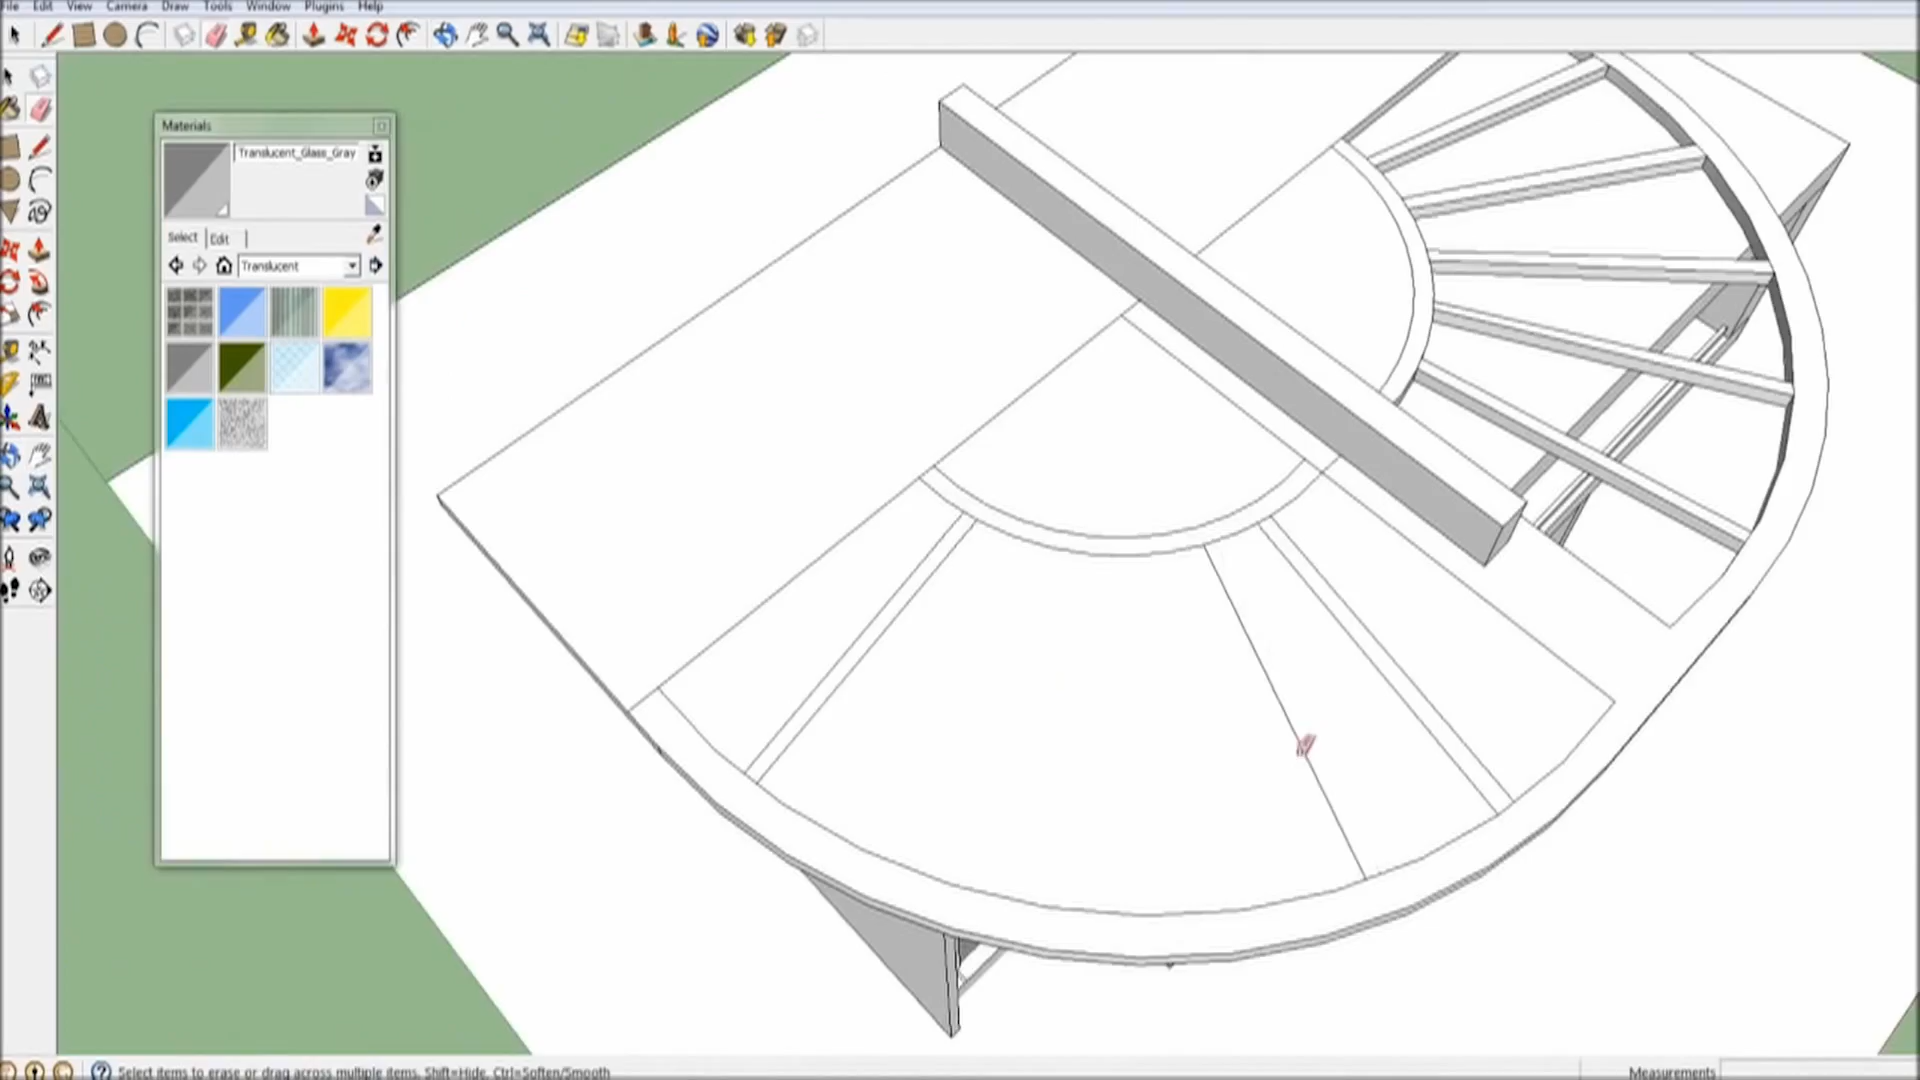 File Edit View Camera Draw Tools Window Plugins Help
Materials
Translucent_Glass_Gray
Select Edit
Translucent
Select items to erase or drag across multiple items. Shift=Hide, Ctrl=Soften/Smooth
Measurements